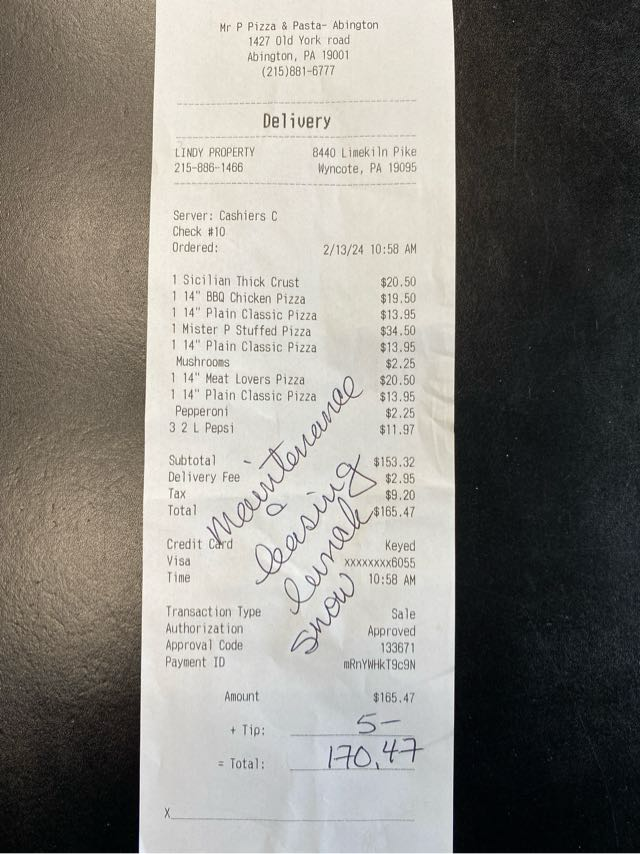 Mr P Pizza & Pasta- Abington
1427 Old York road
Abington, PA 19001
(215)881-6777
Delivery
LINDY PROPERTY 8440 Limekiln Pike
215-886-1466 Wyncote, PA 19095
Server: Cashiers C
Check #10
Ordered: 2/13/24 10:58 AM
1 Sicilian Thick Crust $20.50
1 14" BBQ Chicken Pizza $19.50
1 14" Plain Classic Pizza $13.95
1 Mister P Stuffed Pizza $34.50
1 14" Plain Classic Pizza $13.95
Mushrooms $2.25
1 14" Meat Lovers Pizza $20.50
1 14" Plain Classic Pizza $13.95
Pepperoni $2.25
3 2 L Pepsi $11.97
Subtotal $153.32
Delivery Fee $2.95
Tax $9.20
Total $165.47
Maintenance
leasing
snow
Credit Card Keyed
Visa xxxxxxxx6055
Time 10:58 AM
Transaction Type Sale
Authorization Approved
Approval Code 133671
Payment ID mRnYWHkT9c9N
Amount $165.47
+ Tip: 5-
= Total: 170.47
X